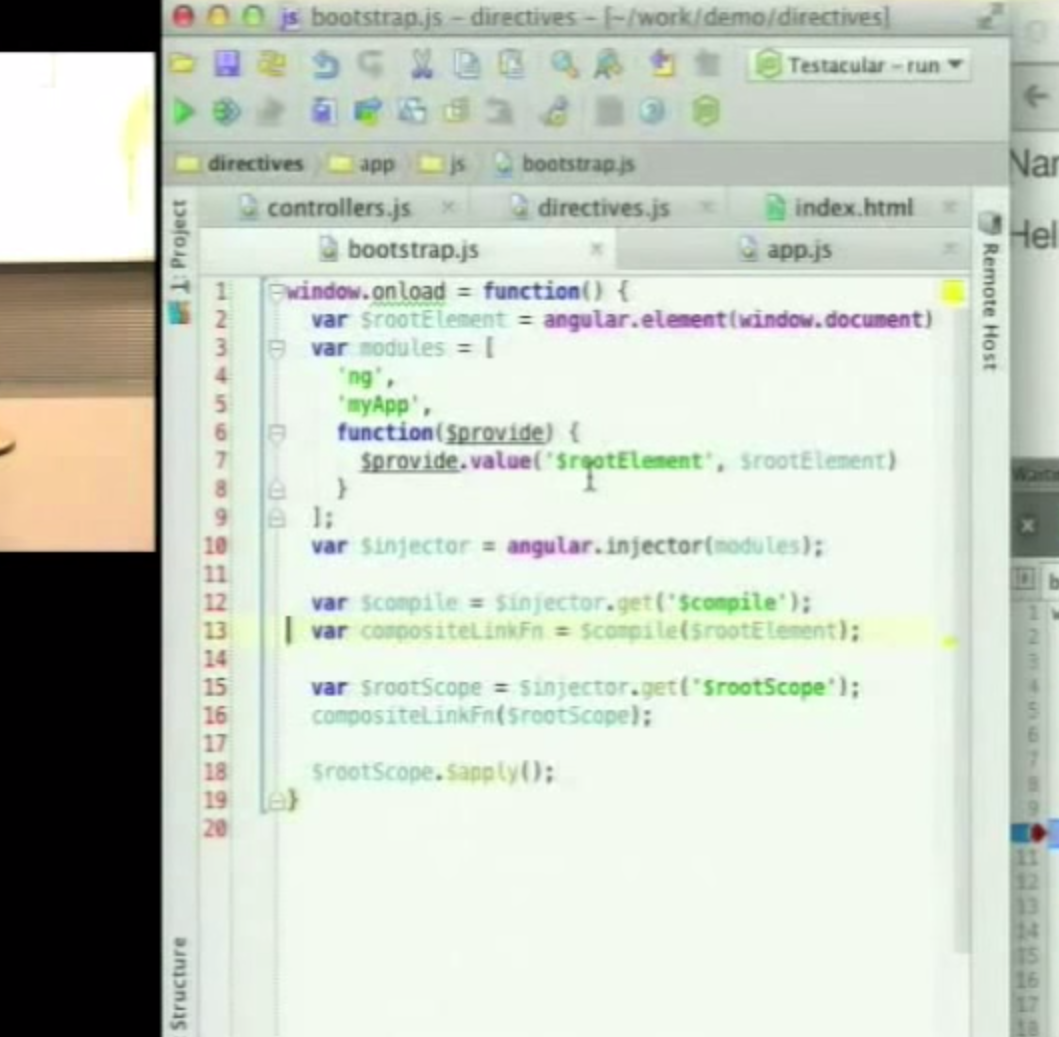 bootstrap.js – directives – [~/work/demo/directives]
Testacular – run
directives app js bootstrap.js
controllers.js directives.js index.html
bootstrap.js app.js
1: Project
Remote Host
Structure
1 window.onload = function() {
2 var $rootElement = angular.element(window.document)
3 var modules = [
4 'ng',
5 'myApp',
6 function($provide) {
7 $provide.value('$rootElement', $rootElement)
8 }
9 ];
10 var $injector = angular.injector(modules);
11
12 var $compile = $injector.get('$compile');
13 var compositeLinkFn = $compile($rootElement);
14
15 var $rootScope = $injector.get('$rootScope');
16 compositeLinkFn($rootScope);
17
18 $rootScope.$apply();
19 }
20
Nar
Hel
b
1
2
3
4
5
6
7
8
9
11
12
13
14
15
16
17
18